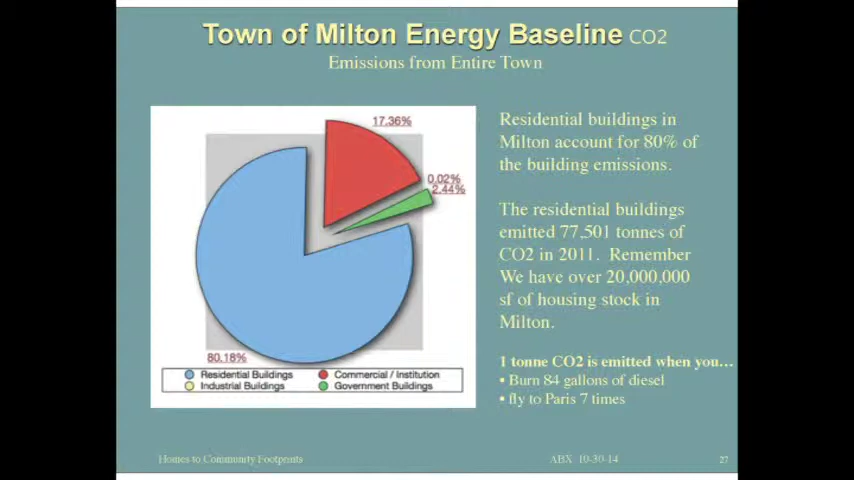 Town of Milton Energy Baseline CO2
Emissions from Entire Town
17.36%
0.02%
2.44%
80.18%
Residential Buildings
Commercial / Institution
Industrial Buildings
Government Buildings
Residential buildings in
Milton account for 80% of
the building emissions.
The residential buildings
emitted 77,501 tonnes of
CO2 in 2011. Remember
We have over 20,000,000
sf of housing stock in
Milton.
1 tonne CO2 is emitted when you…
• Burn 84 gallons of diesel
• fly to Paris 7 times
Homes to Community Footprints
ABX 10-30-14
27